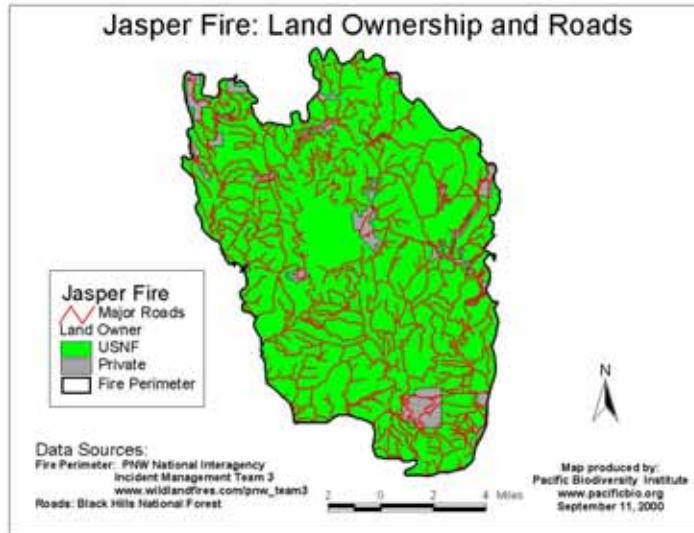 Jasper Fire: Land Ownership and Roads
Jasper Fire
Major Roads
Land Owner
USNF
Private
Fire Perimeter
N
Data Sources:
Fire Perimeter: PNW National Interagency
Incident Management Team 3
www.wildlandfires.com/pnw_team3
Roads: Black Hills National Forest
2 0 2 4 Miles
Map produced by:
Pacific Biodiversity Institute
www.pacificbio.org
September 11, 2000